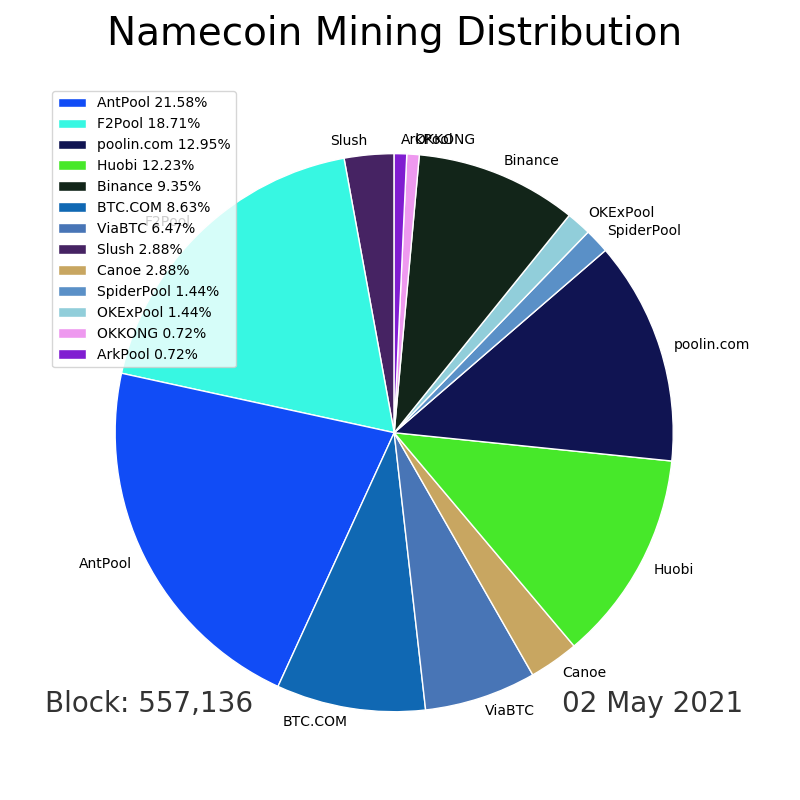 Namecoin Mining Distribution
AntPool 21.58%
F2Pool 18.71%
poolin.com 12.95%
Huobi 12.23%
Binance 9.35%
BTC.COM 8.63%
ViaBTC 6.47%
Slush 2.88%
Canoe 2.88%
SpiderPool 1.44%
OKExPool 1.44%
OKKONG 0.72%
ArkPool 0.72%
Slush
ArkPool
OKKONG
Binance
OKExPool
SpiderPool
F2Pool
poolin.com
AntPool
Huobi
Canoe
ViaBTC
BTC.COM
Block: 557,136
02 May 2021